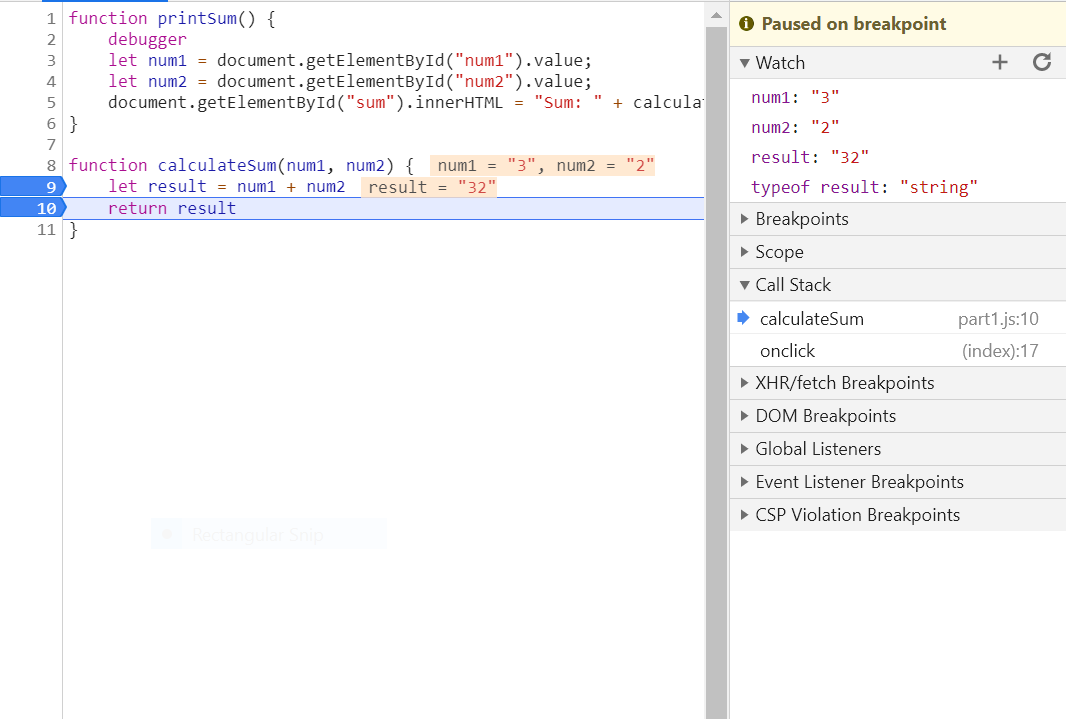 1 function printSum() {
2 debugger
3 let num1 = document.getElementById("num1").value;
4 let num2 = document.getElementById("num2").value;
5 document.getElementById("sum").innerHTML = "Sum: " + calculat
6 }
7
8 function calculateSum(num1, num2) { num1 = "3", num2 = "2"
9 let result = num1 + num2 result = "32"
10 return result
11 }
Rectangular Snip
Paused on breakpoint
Watch
num1: "3"
num2: "2"
result: "32"
typeof result: "string"
Breakpoints
Scope
Call Stack
calculateSum part1.js:10
onclick (index):17
XHR/fetch Breakpoints
DOM Breakpoints
Global Listeners
Event Listener Breakpoints
CSP Violation Breakpoints